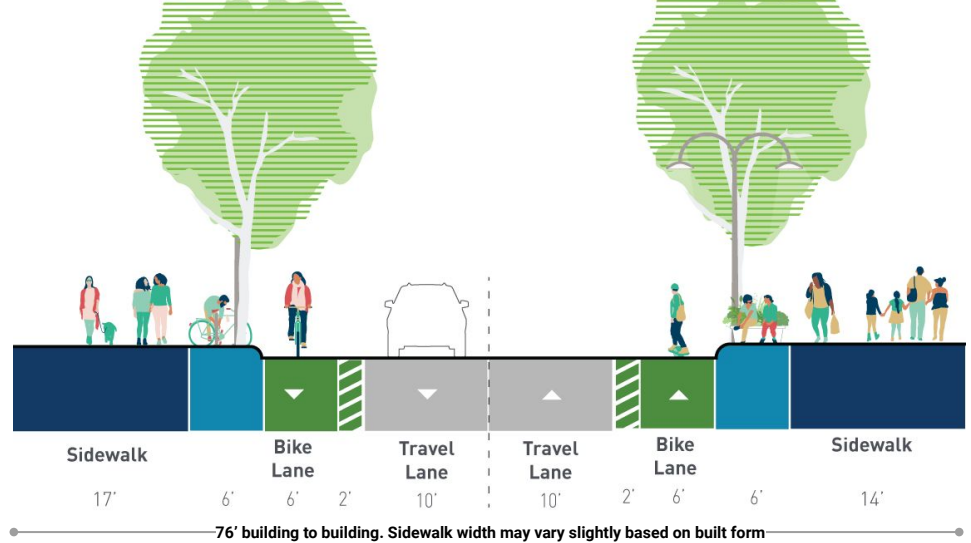 Sidewalk
Bike
Lane
Travel
Lane
Travel
Lane
Bike
Lane
Sidewalk
17' 6' 6' 2' 10' 10' 2' 6' 6' 14'
76' building to building. Sidewalk width may vary slightly based on built form